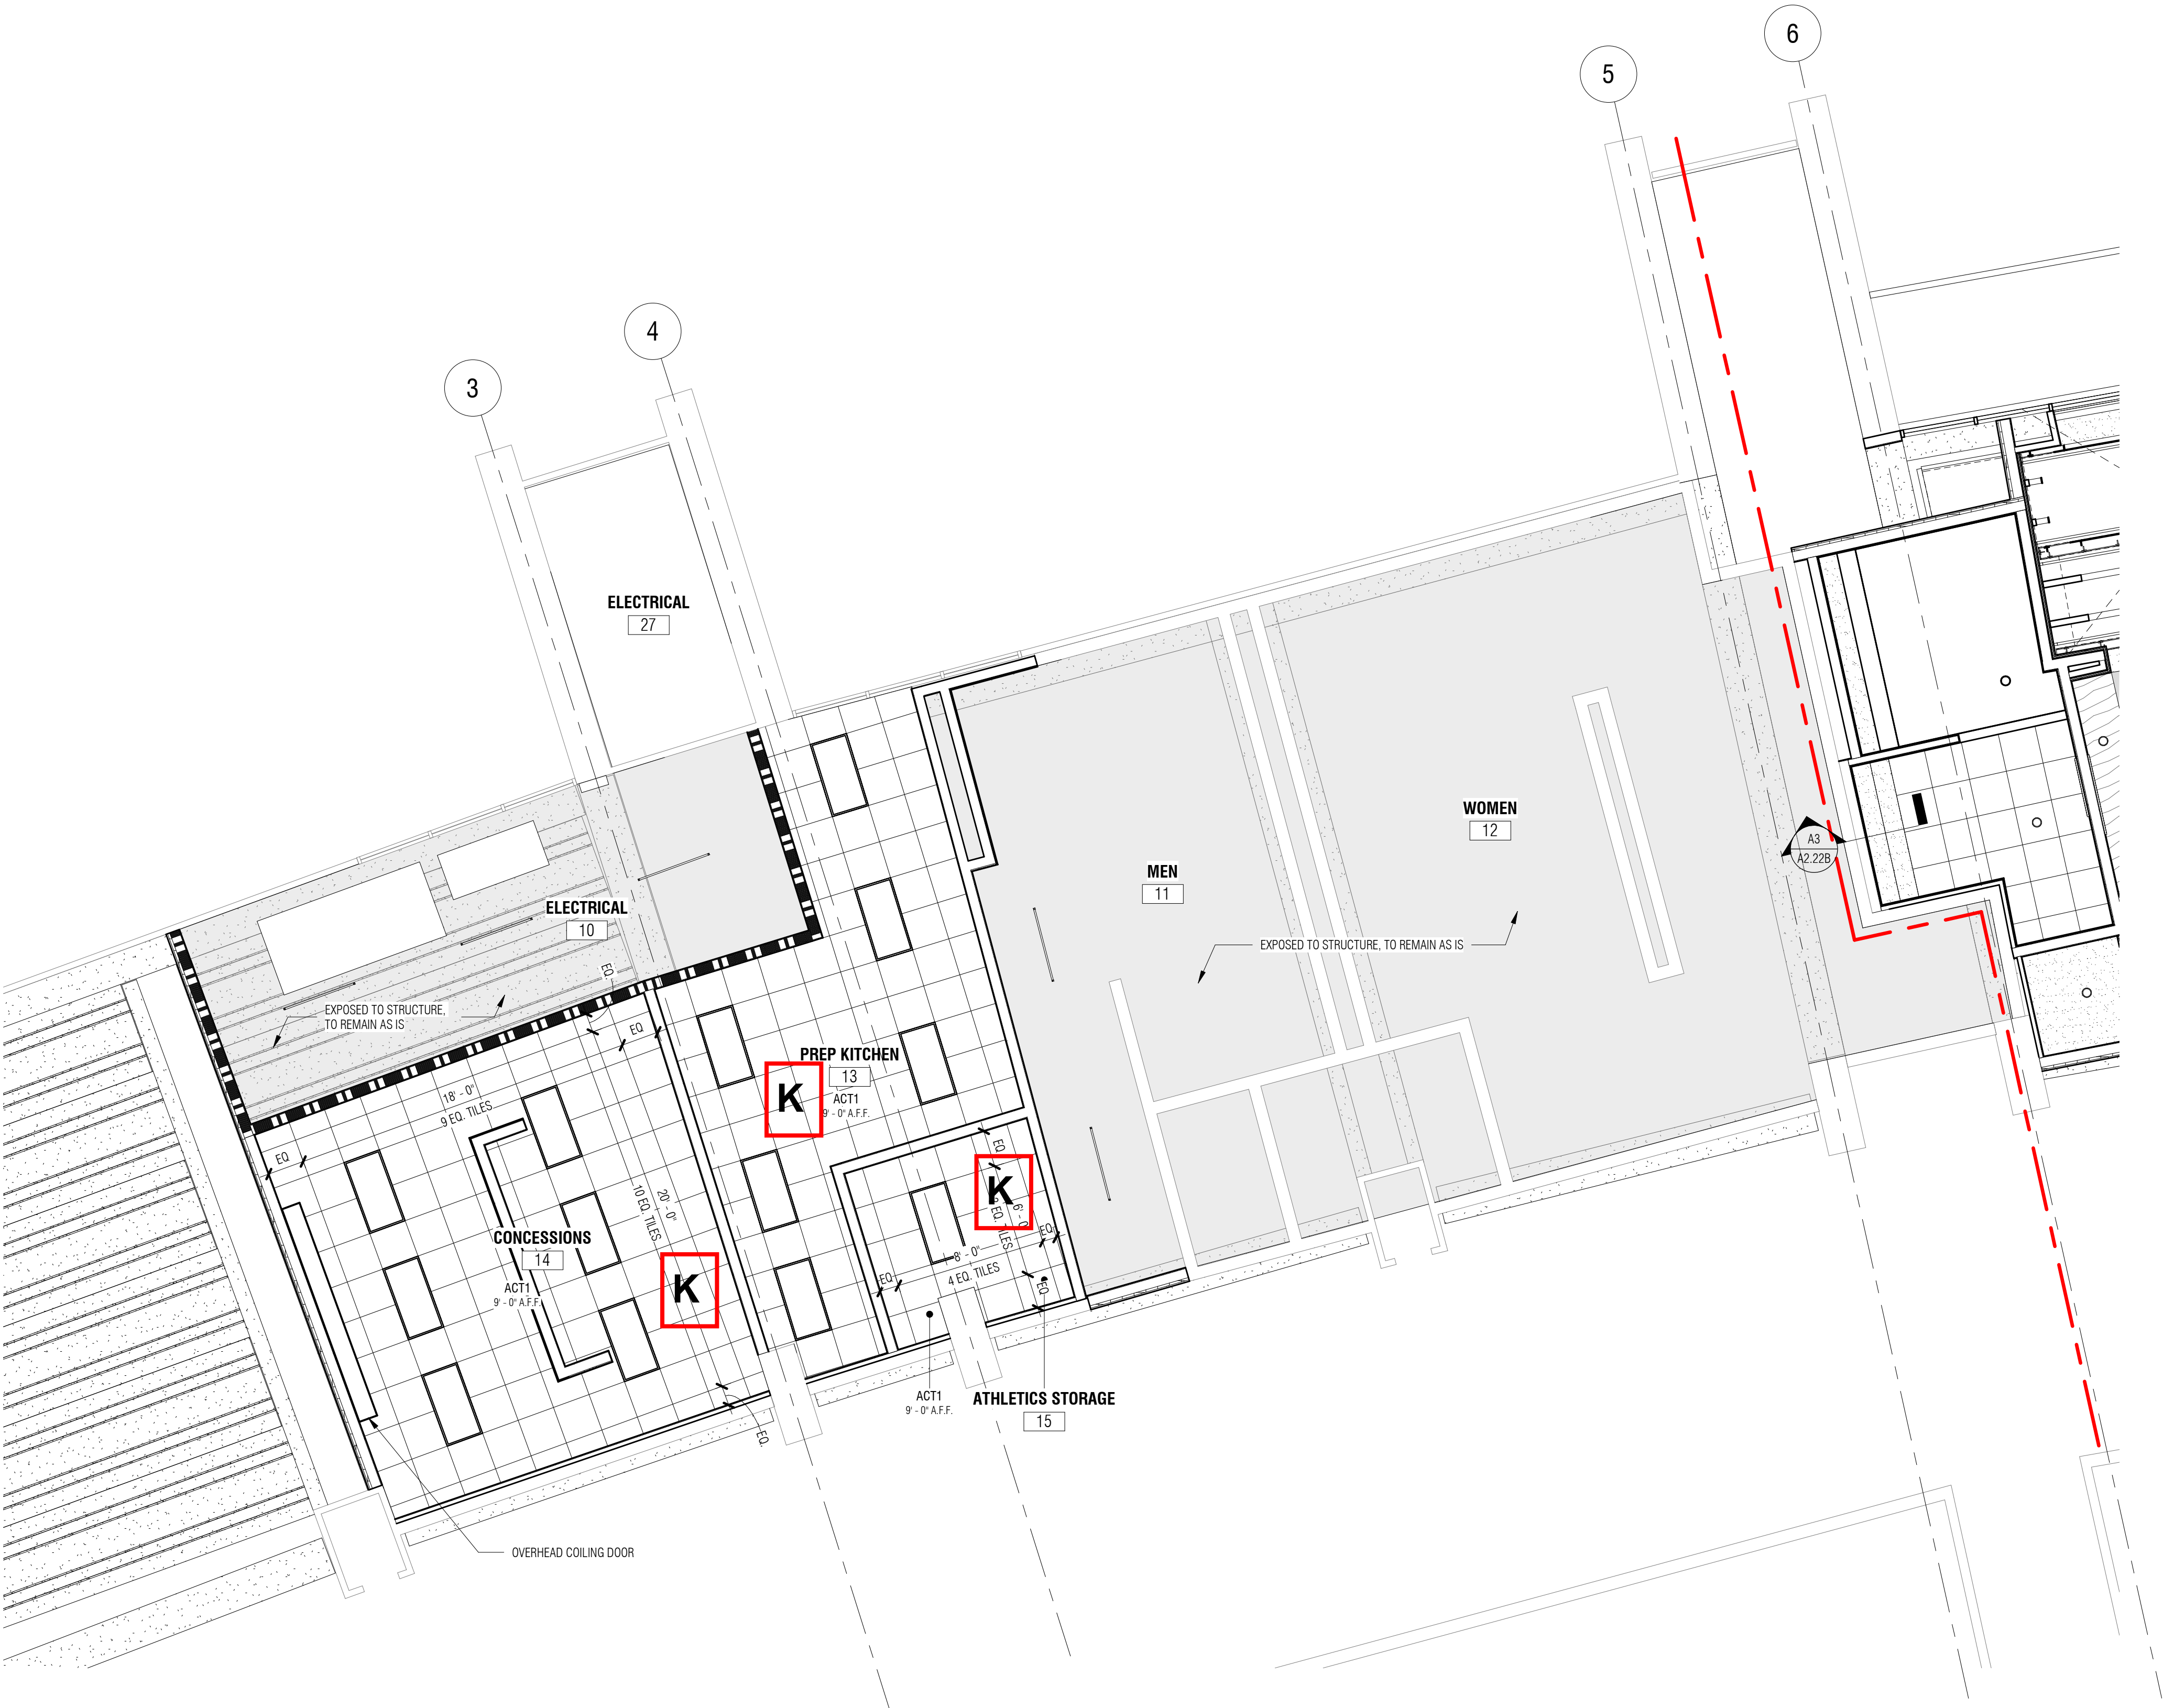 6
5
4
3
ELECTRICAL
27
WOMEN
12
A3
A2.22B
MEN
11
ELECTRICAL
10
EXPOSED TO STRUCTURE, TO REMAIN AS IS
EQ
EXPOSED TO STRUCTURE,
TO REMAIN AS IS
EQ
PREP KITCHEN
13
ACT1
9' - 0" A.F.F.
K
18' - 0"
9 EQ. TILES
EQ
EQ
K
6' - 0"
EQ. TILES
EQ
20' - 0"
10 EQ. TILES
CONCESSIONS
14
ACT1
9' - 0" A.F.F.
K
8' - 0"
4 EQ. TILES
EQ
EQ
ACT1
9' - 0" A.F.F.
ATHLETICS STORAGE
15
EQ.
OVERHEAD COILING DOOR